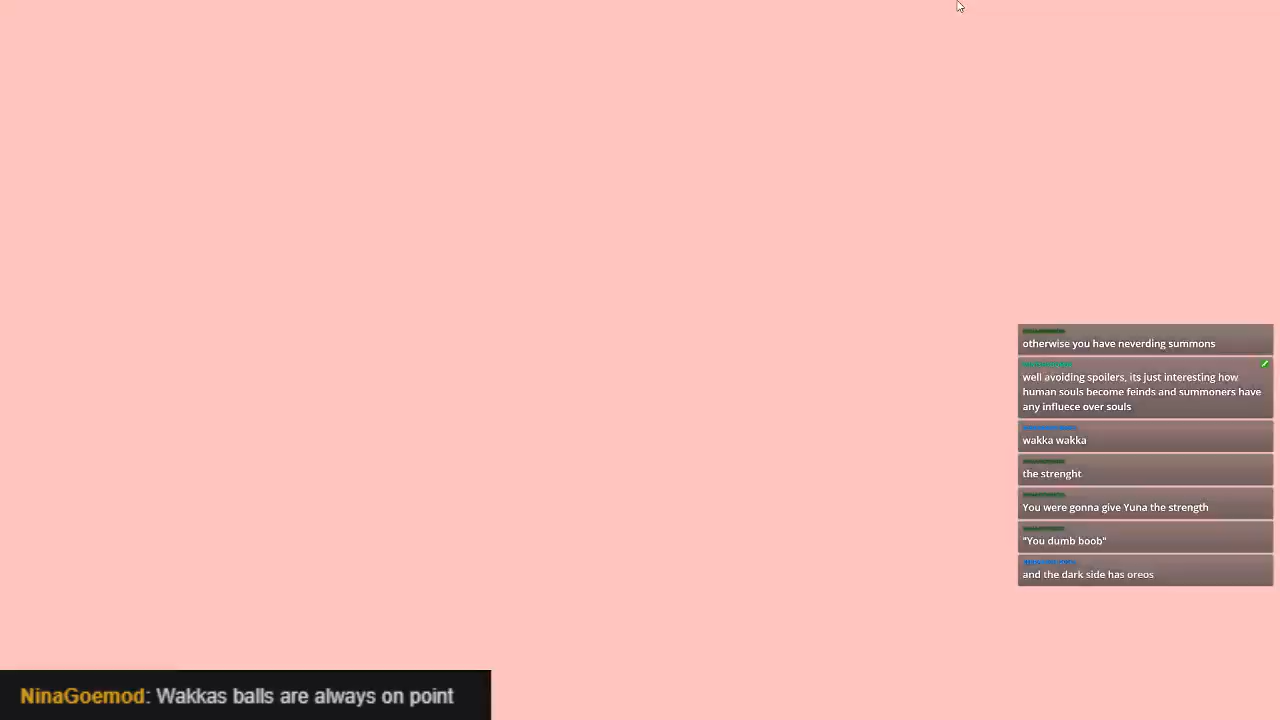 otherwise you have neverding summons
well avoiding spoilers, its just interesting how
human souls become feinds and summoners have
any influece over souls
wakka wakka
the strenght
You were gonna give Yuna the strength
"You dumb boob"
and the dark side has oreos
NinaGoemod: Wakkas balls are always on point